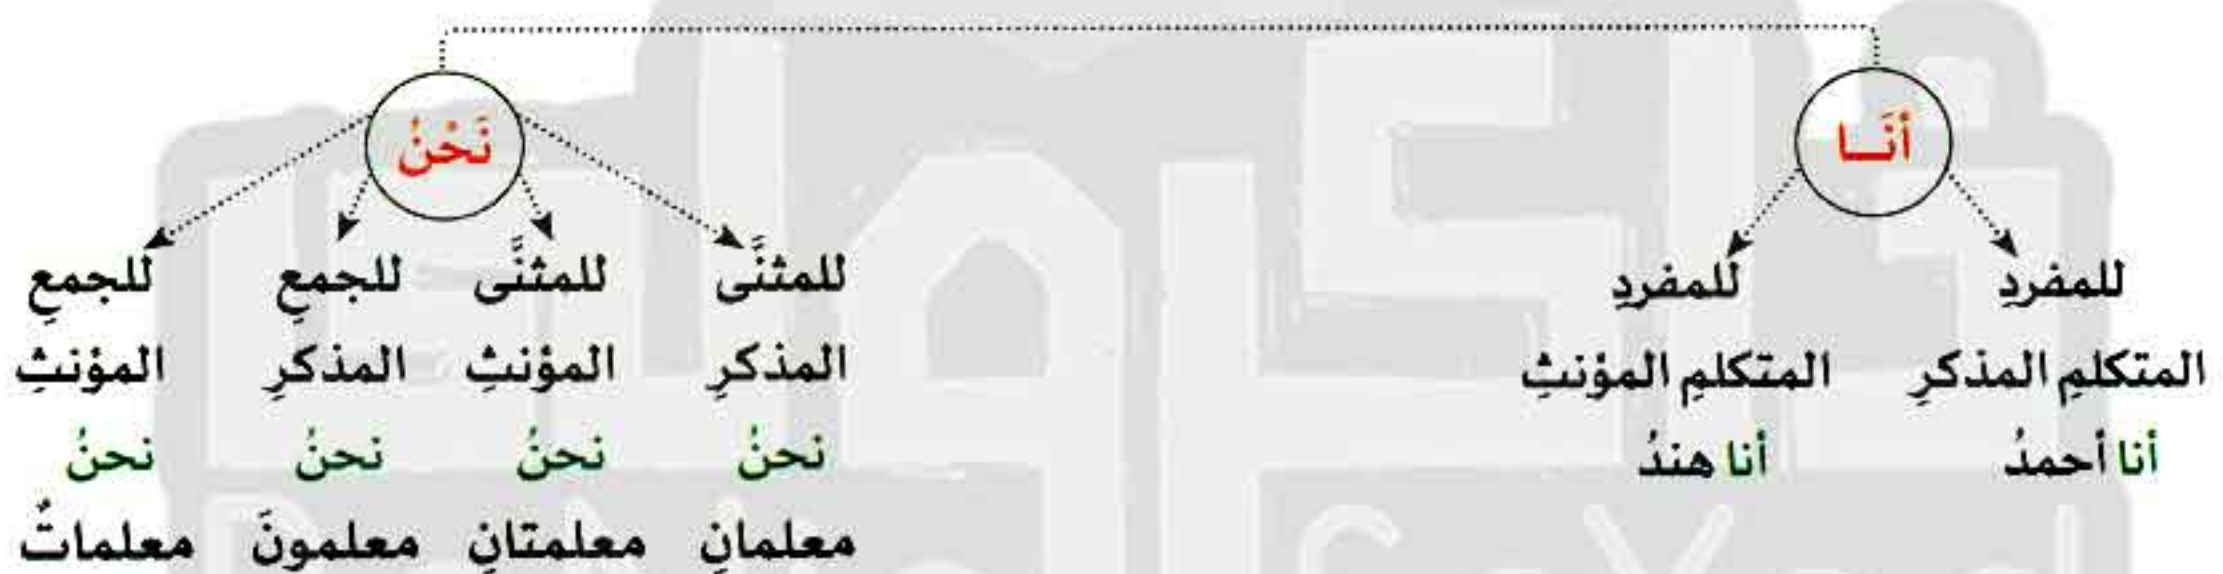 أنَــا
نَحْنُ
للمفردِ للمفردِ للمثنَّى للمثنَّى للجمعِ للجمعِ
المتكلمِ المذكرِ المتكلمِ المؤنثِ المذكرِ المؤنثِ المذكرِ المؤنثِ
أنا أحمدُ أنا هندُ نحنُ نحنُ نحنُ نحنُ
معلمانِ معلمتانِ معلمونَ معلماتٌ